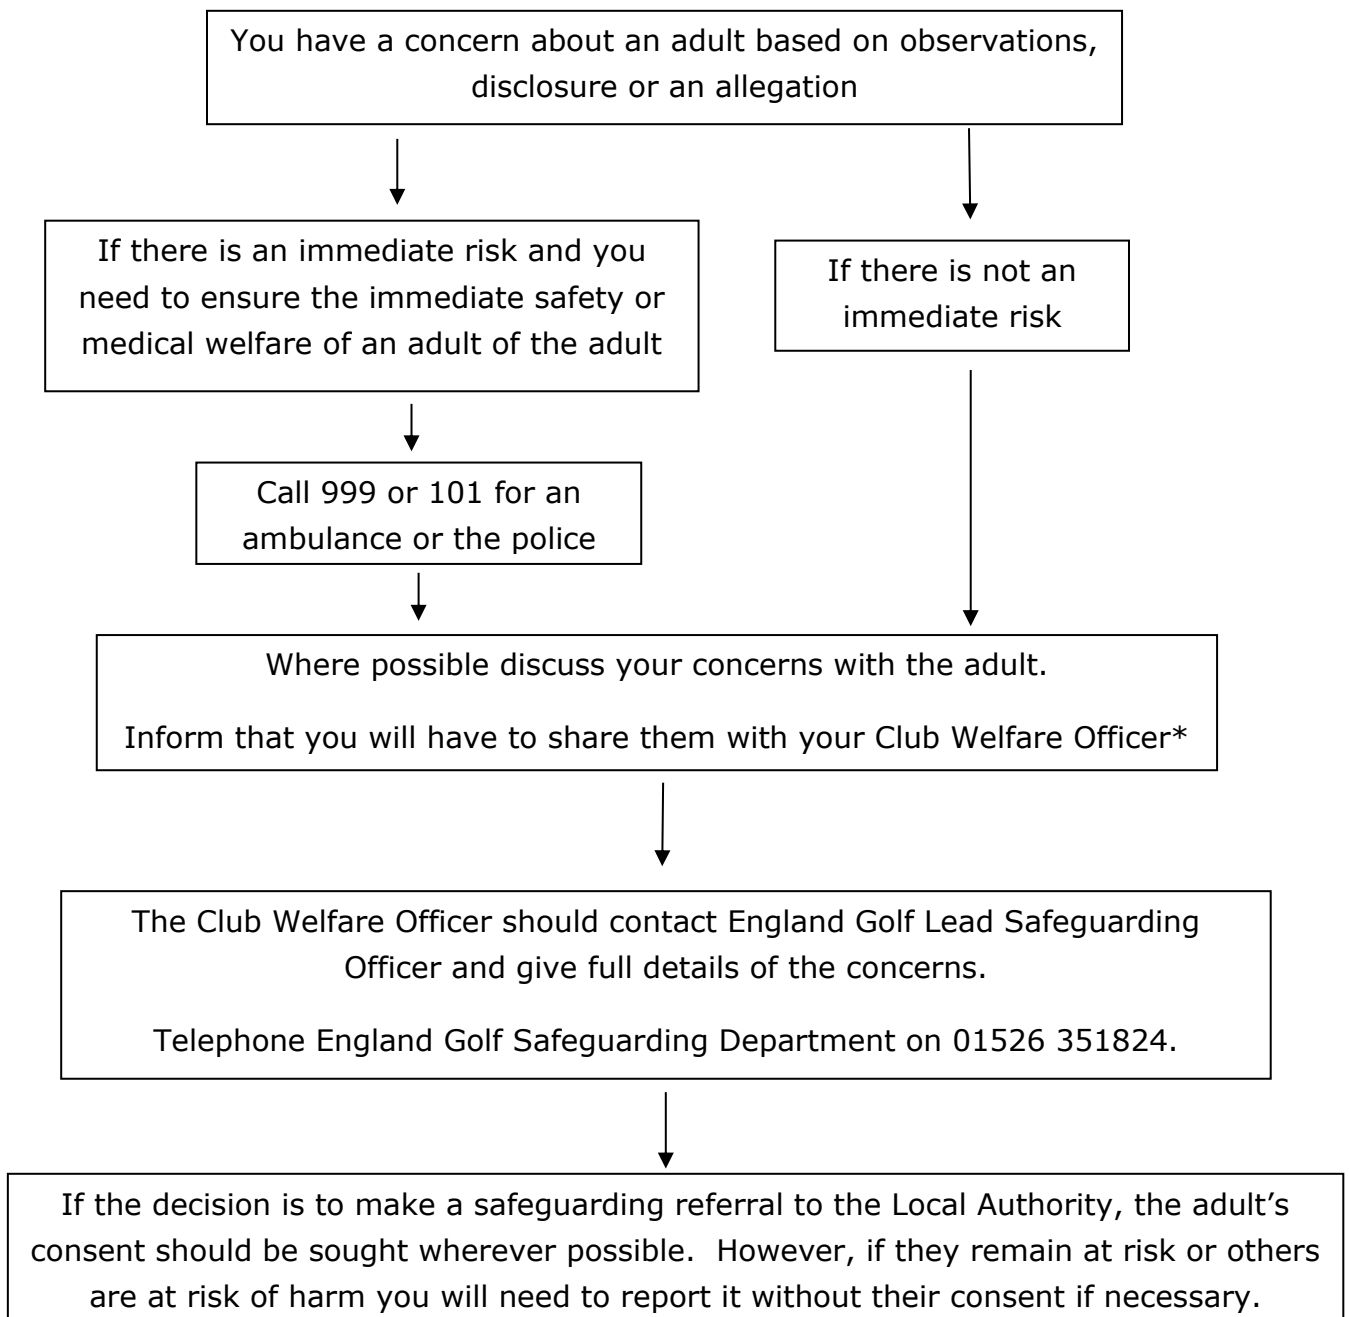 You have a concern about an adult based on observations,
disclosure or an allegation
If there is an immediate risk and you
need to ensure the immediate safety or
medical welfare of an adult of the adult
If there is not an
immediate risk
Call 999 or 101 for an
ambulance or the police
Where possible discuss your concerns with the adult.
Inform that you will have to share them with your Club Welfare Officer*
The Club Welfare Officer should contact England Golf Lead Safeguarding
Officer and give full details of the concerns.
Telephone England Golf Safeguarding Department on 01526 351824.
If the decision is to make a safeguarding referral to the Local Authority, the adult’s
consent should be sought wherever possible.  However, if they remain at risk or others
are at risk of harm you will need to report it without their consent if necessary.